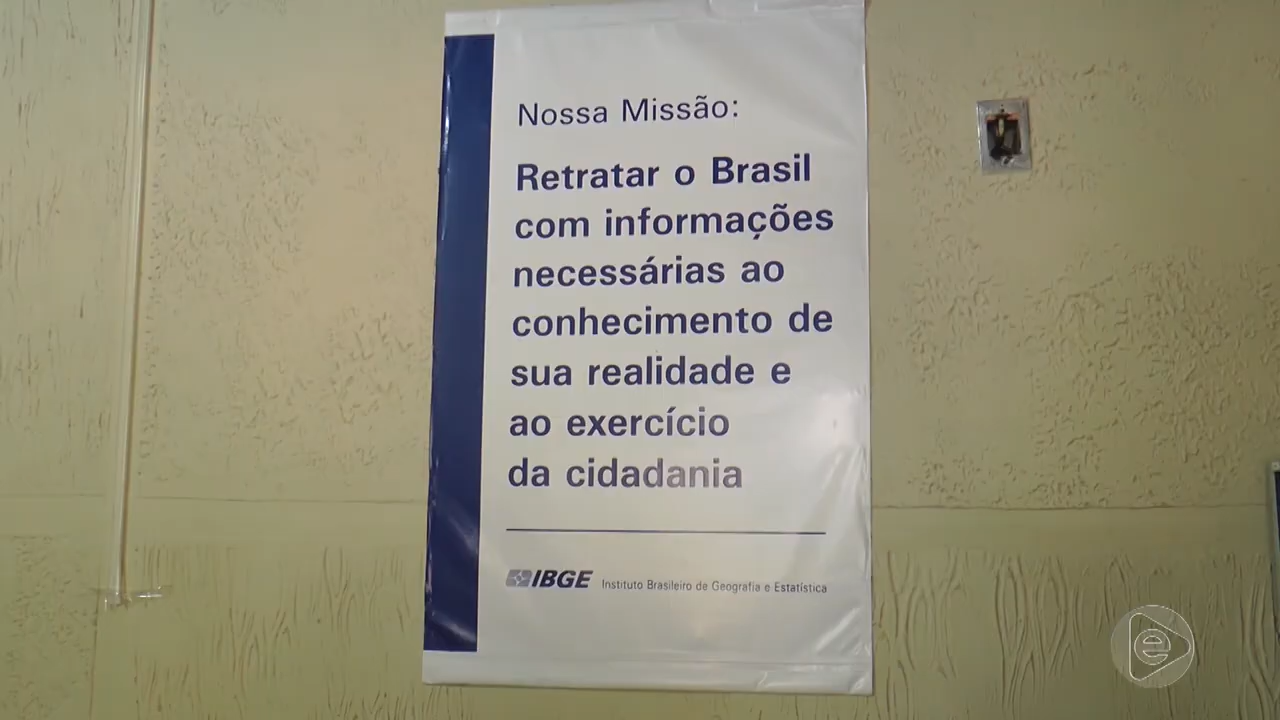 Nossa Missão:
Retratar o Brasil
com informações
necessárias ao
conhecimento de
sua realidade e
ao exercício
da cidadania
IBGE Instituto Brasileiro de Geografia e Estatística
e